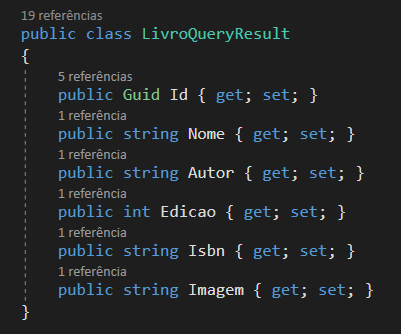 19 referências
public class LivroQueryResult
{
5 referências
public Guid Id { get; set; }
1 referência
public string Nome { get; set; }
1 referência
public string Autor { get; set; }
1 referência
public int Edicao { get; set; }
1 referência
public string Isbn { get; set; }
1 referência
public string Imagem { get; set; }
}